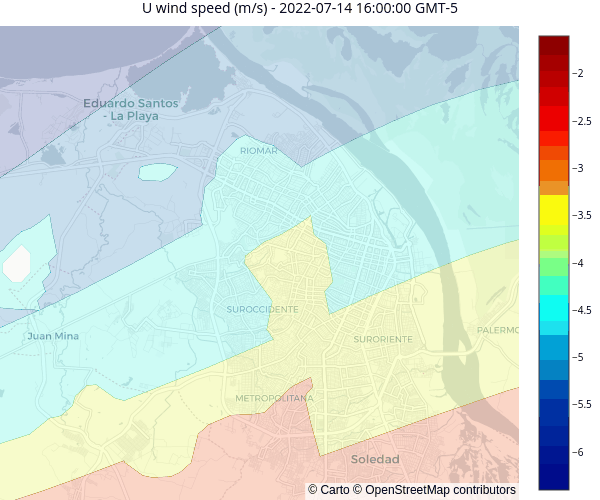 U wind speed (m/s) - 2022-07-14 16:00:00 GMT-5
Eduardo Santos
- La Playa
RIOMAR
Juan Mina
SUROCCIDENTE
SURORIENTE
PALERMO
METROPOLITANA
Soledad
© Carto © OpenStreetMap contributors
−2
−2.5
−3
−3.5
−4
−4.5
−5
−5.5
−6